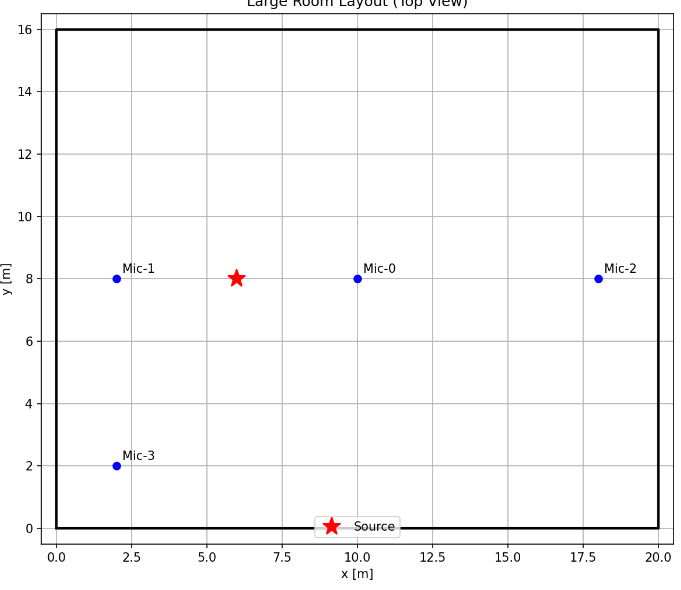 Large Room Layout (Top View)
16
14
12
10
8
6
4
2
0
y [m]
Mic-1
Mic-0
Mic-2
Mic-3
Source
0.0 2.5 5.0 7.5 10.0 12.5 15.0 17.5 20.0
x [m]